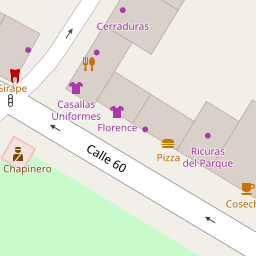 Cerraduras
Sirape
Casallas
Uniformes
Florence
Calle 60
Pizza
Ricuras
del Parque
Chapinero
Cosech